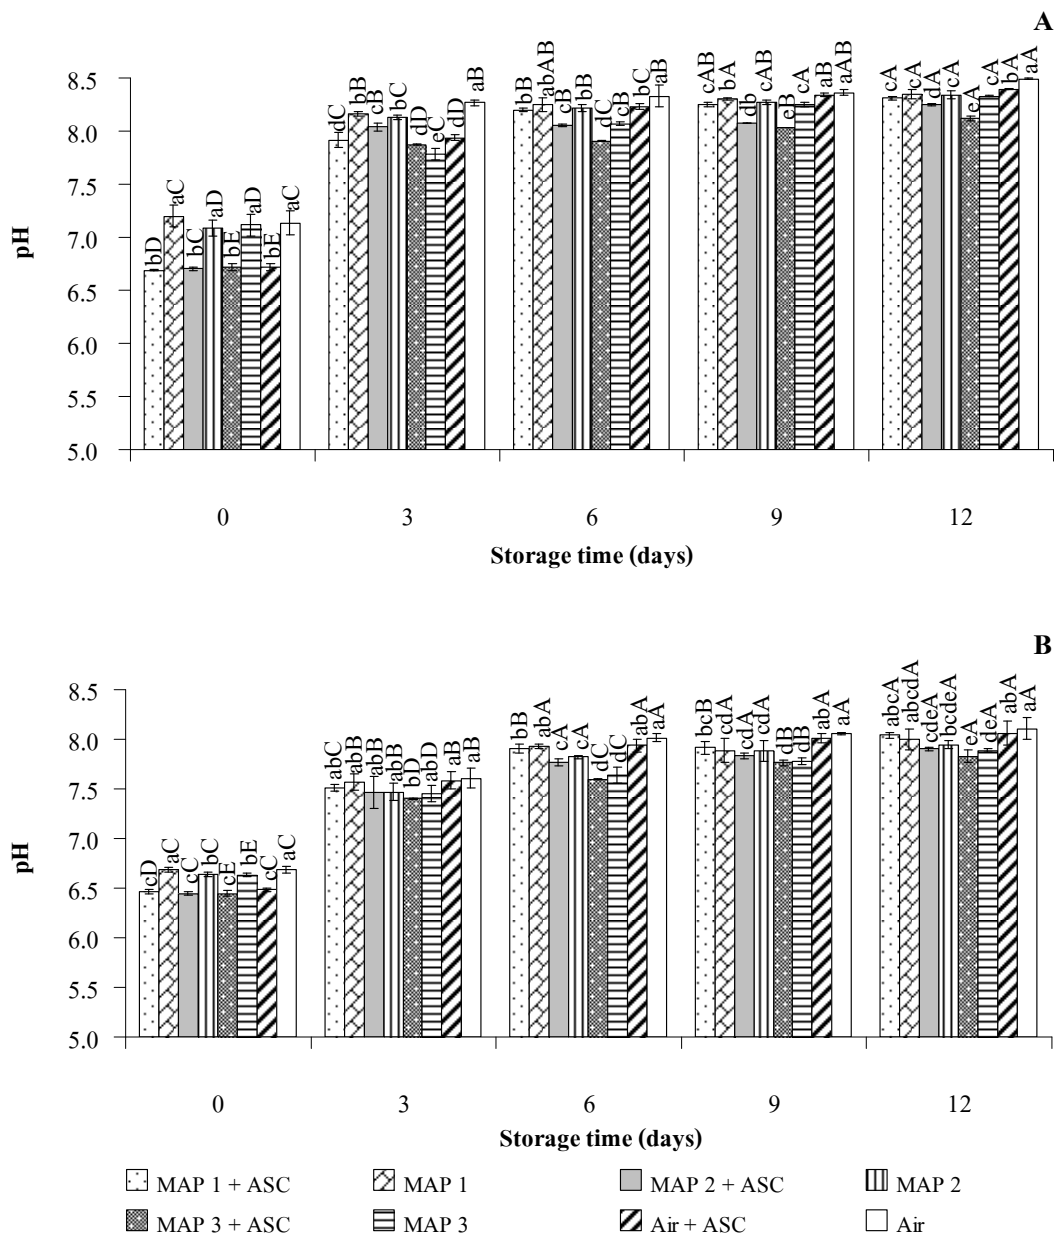 A
pH
8.5
8.0
7.5
7.0
6.5
6.0
5.5
5.0
bD aC bC aD bE aD bE aC
dC bB cB bC dD eC dD aB
bB abAB cB bB dC cB bC aB
cAB bA db cAB eB cA aB aAB
cA cA dA cA eA cA bA aA
0 3 6 9 12
Storage time (days)
B
pH
8.5
8.0
7.5
7.0
6.5
6.0
5.5
5.0
cD aC cC bC cE bE cC aC
abC abB abB abB bD abD aB aB
bB abA cA cA dC dC abA aA
bcB cdA cdA cdA dB dB abA aA
abcA abcdA cdeA bcdeA eA deA abA aA
0 3 6 9 12
Storage time (days)
MAP 1 + ASC MAP 1 MAP 2 + ASC MAP 2
MAP 3 + ASC MAP 3 Air + ASC Air